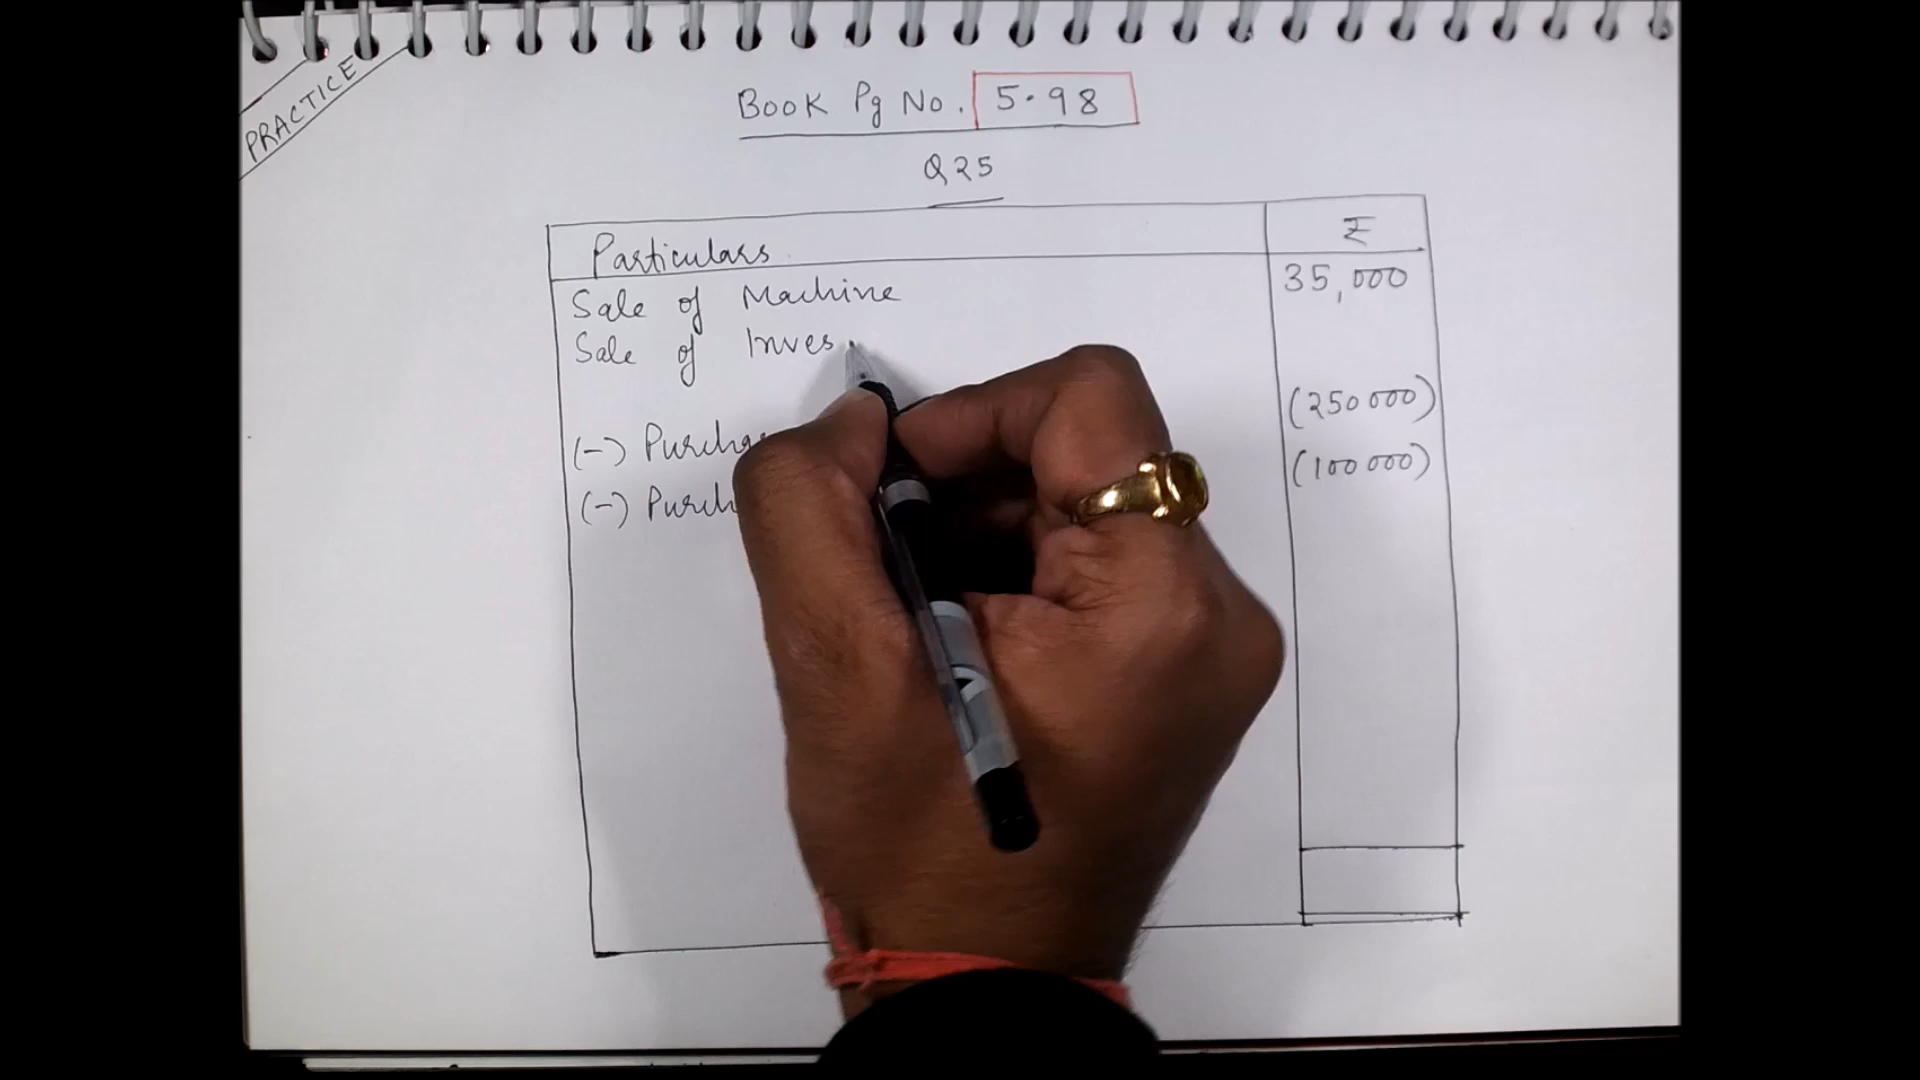 PRACTICE
Book Pg No. 5.98
Q25
Particulars ₹
Sale of Machine 35,000
Sale of Inves
(-) Purchas (250000)
(-) Purch (100000)